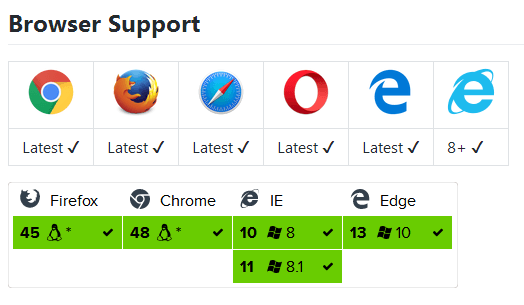 Browser Support
Latest ✓ Latest ✓ Latest ✓ Latest ✓ Latest ✓ 8+ ✓
Firefox Chrome IE Edge
45 * ✓ 48 * ✓ 10 8 ✓ 13 10 ✓
11 8.1 ✓